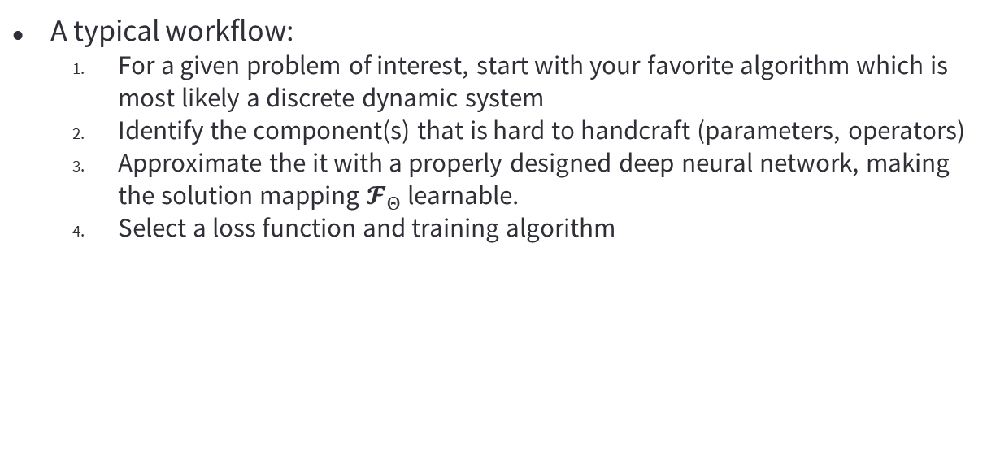 • A typical workflow:
1. For a given problem of interest, start with your favorite algorithm which is
most likely a discrete dynamic system
2. Identify the component(s) that is hard to handcraft (parameters, operators)
3. Approximate the it with a properly designed deep neural network, making
the solution mapping 𝓕_Θ learnable.
4. Select a loss function and training algorithm